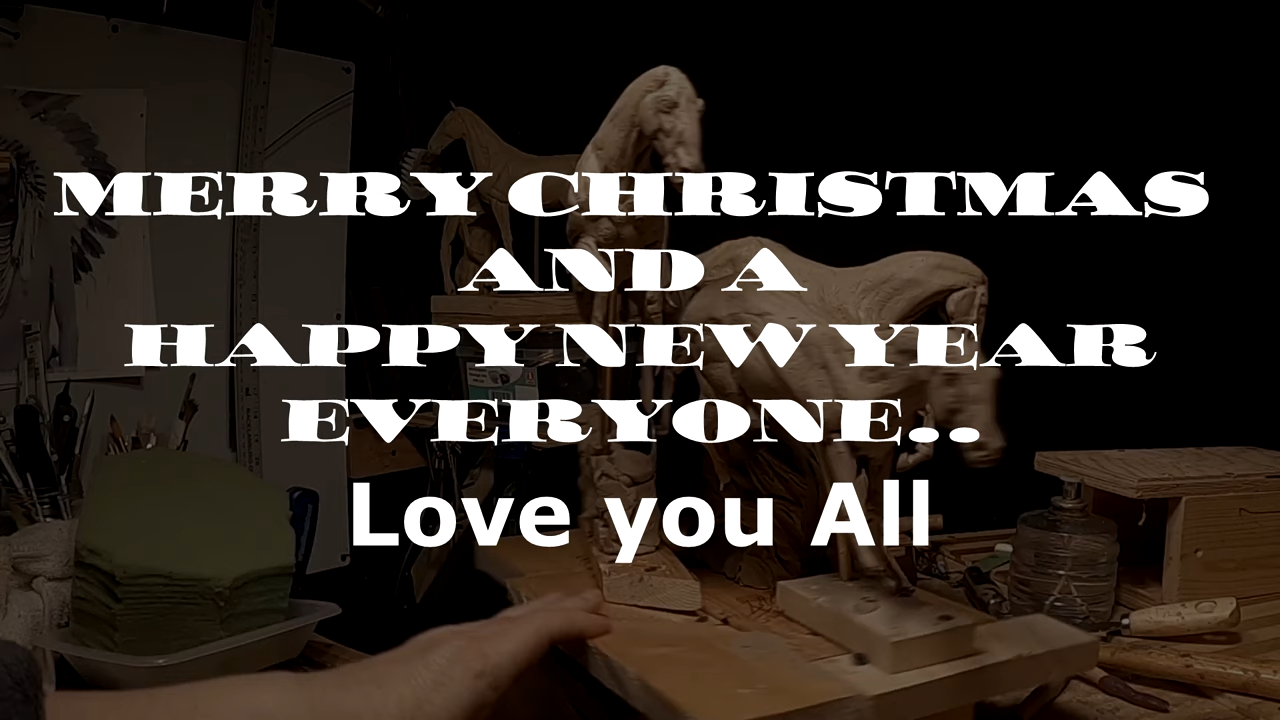 MERRY CHRISTMAS
AND A
HAPPY NEW YEAR
EVERYONE..
Love you All